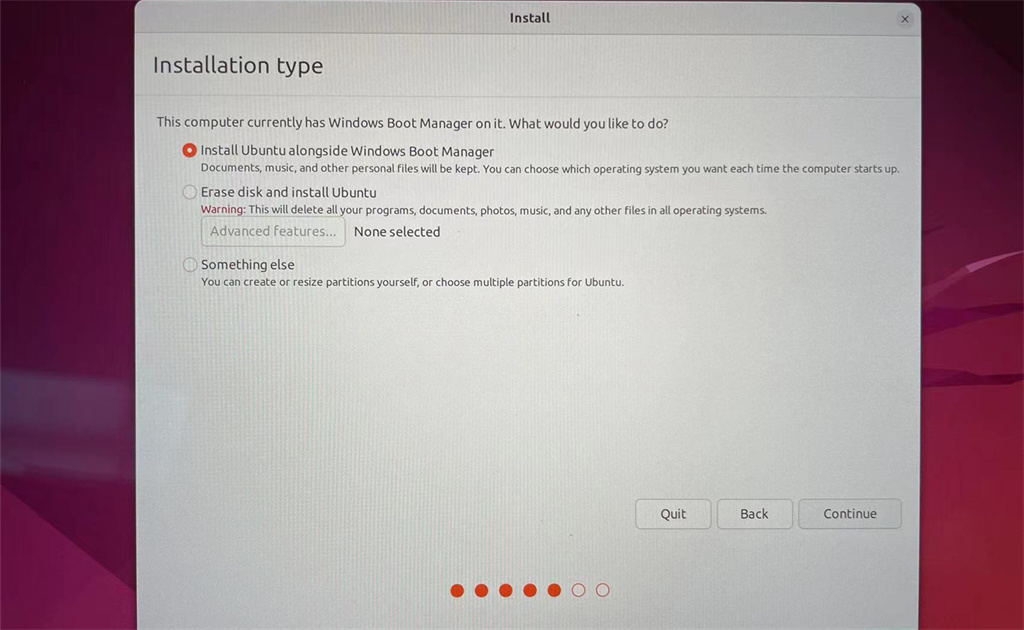 Install
Installation type
This computer currently has Windows Boot Manager on it. What would you like to do?
Install Ubuntu alongside Windows Boot Manager
Documents, music, and other personal files will be kept. You can choose which operating system you want each time the computer starts up.
Erase disk and install Ubuntu
Warning: This will delete all your programs, documents, photos, music, and any other files in all operating systems.
Advanced features... None selected
Something else
You can create or resize partitions yourself, or choose multiple partitions for Ubuntu.
Quit Back Continue